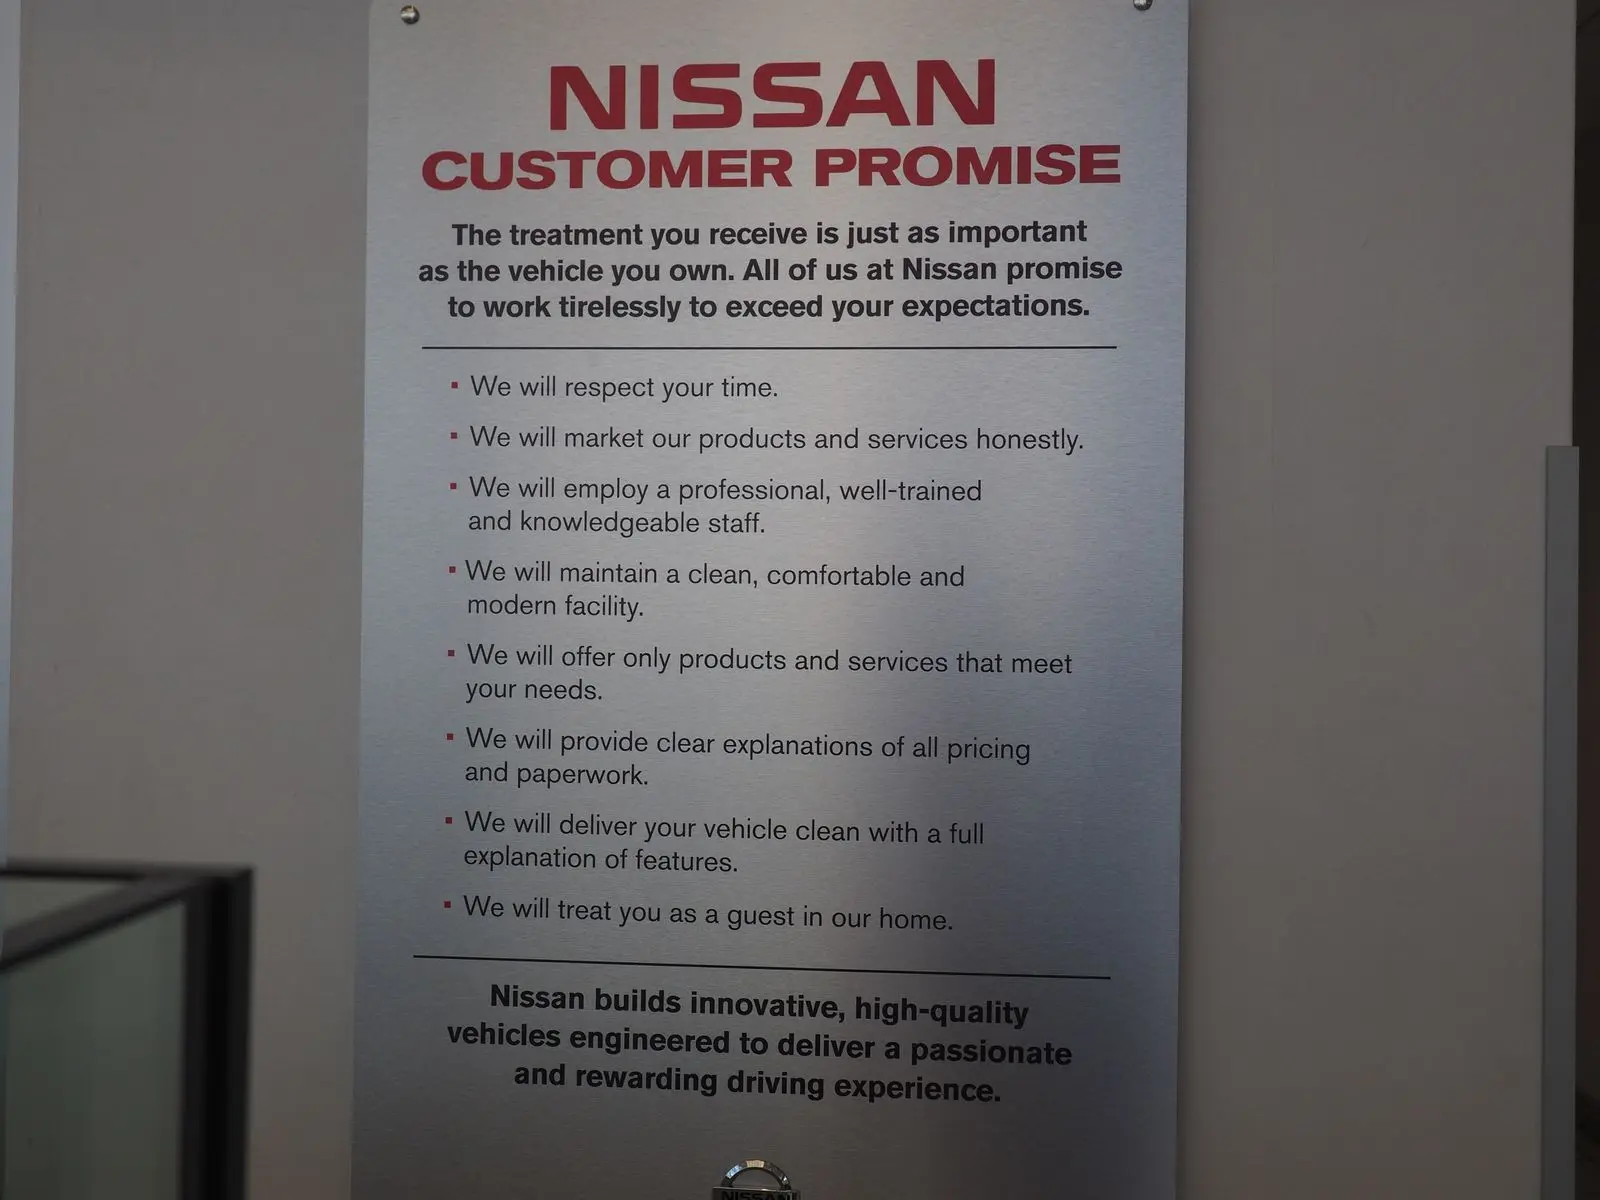 NISSAN
CUSTOMER PROMISE
The treatment you receive is just as important
as the vehicle you own. All of us at Nissan promise
to work tirelessly to exceed your expectations.
▪ We will respect your time.
▪ We will market our products and services honestly.
▪ We will employ a professional, well-trained
and knowledgeable staff.
▪ We will maintain a clean, comfortable and
modern facility.
▪ We will offer only products and services that meet
your needs.
▪ We will provide clear explanations of all pricing
and paperwork.
▪ We will deliver your vehicle clean with a full
explanation of features.
▪ We will treat you as a guest in our home.
Nissan builds innovative, high-quality
vehicles engineered to deliver a passionate
and rewarding driving experience.
NISSAN